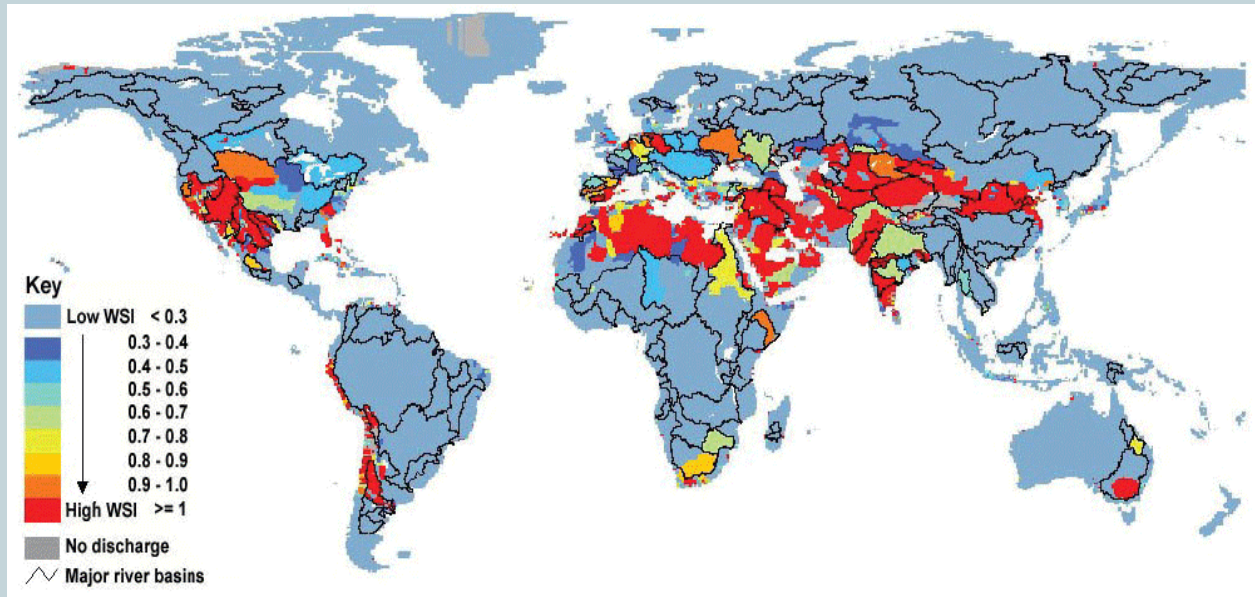 Key
Low WSI < 0.3
0.3 - 0.4
0.4 - 0.5
0.5 - 0.6
0.6 - 0.7
0.7 - 0.8
0.8 - 0.9
0.9 - 1.0
High WSI >= 1
No discharge
Major river basins